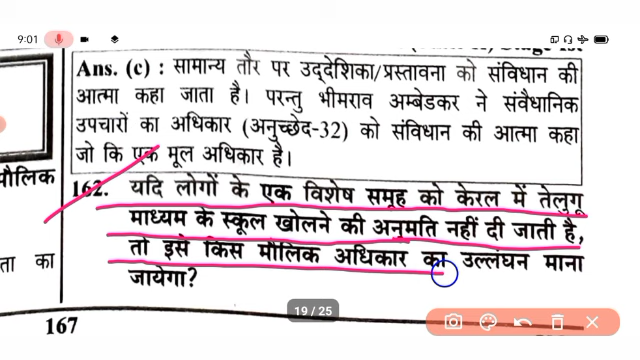 9:01
Ans. (c) : सामान्य तौर पर उद्देशिका/प्रस्तावना को संविधान की
आत्मा कहा जाता है। परन्तु भीमराव अम्बेडकर ने संवैधानिक
उपचारों का अधिकार (अनुच्छेद-32) को संविधान की आत्मा कहा
जो कि एक मूल अधिकार है।
मौलिक
162. यदि लोगों के एक विशेष समूह को केरल में तेलुगू
माध्यम के स्कूल खोलने की अनुमति नहीं दी जाती है,
तो इसे किस मौलिक अधिकार का उल्लंघन माना
जायेगा?
ता का
19 / 25
167